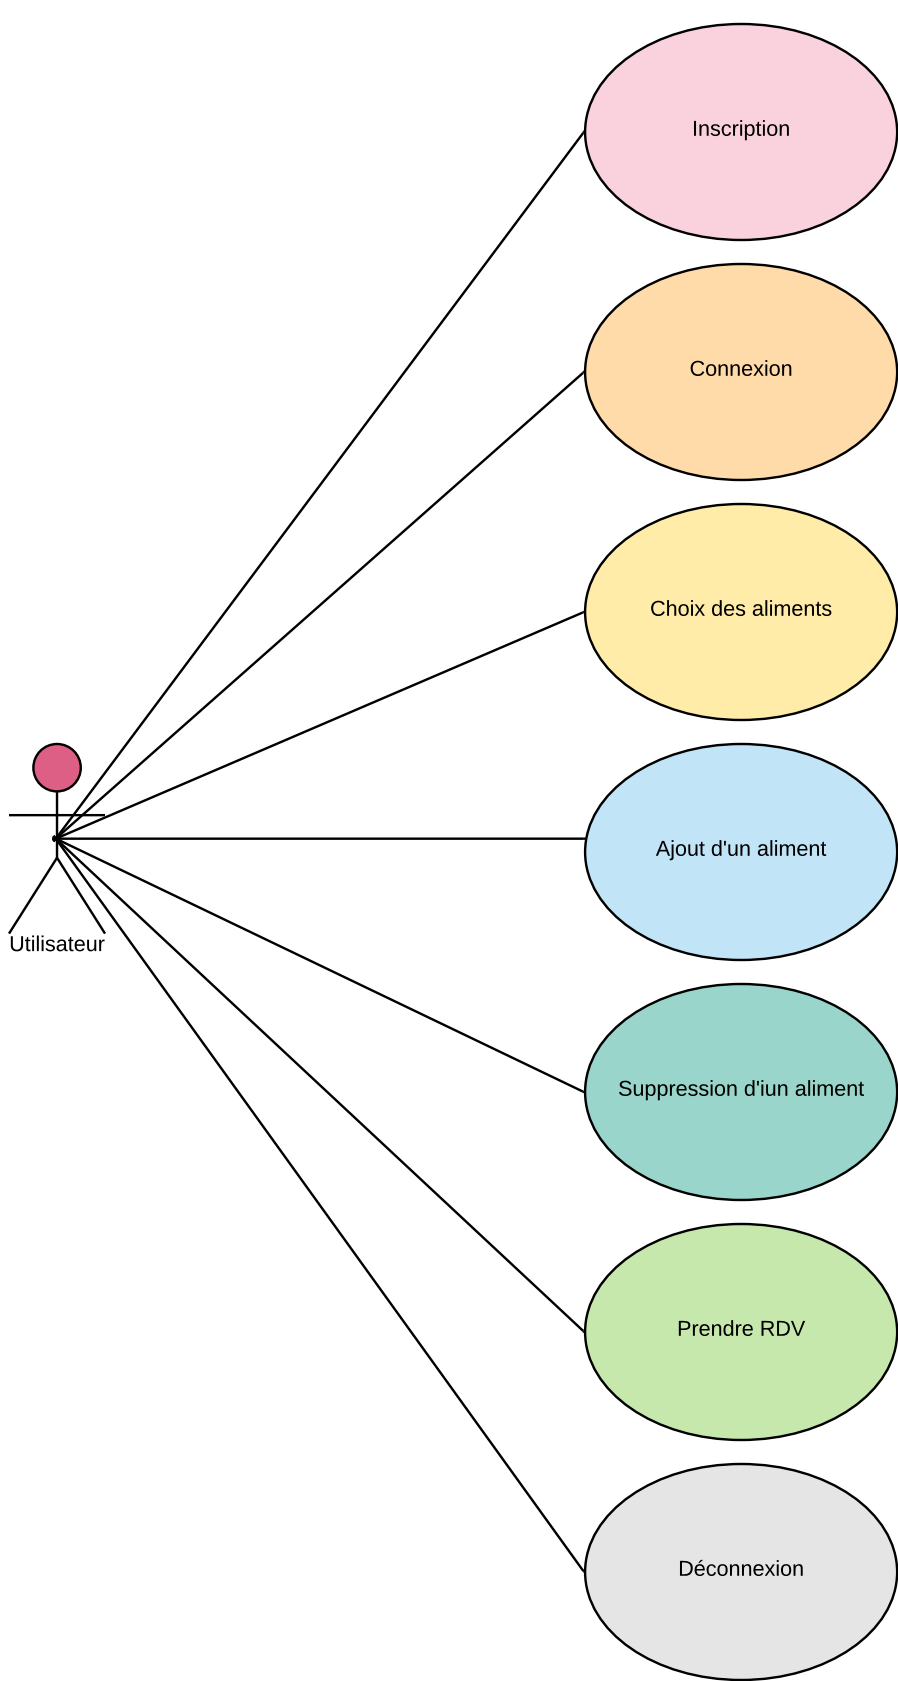 Inscription
Connexion
Choix des aliments
Ajout d'un aliment
Utilisateur
Suppression d'iun aliment
Prendre RDV
Déconnexion